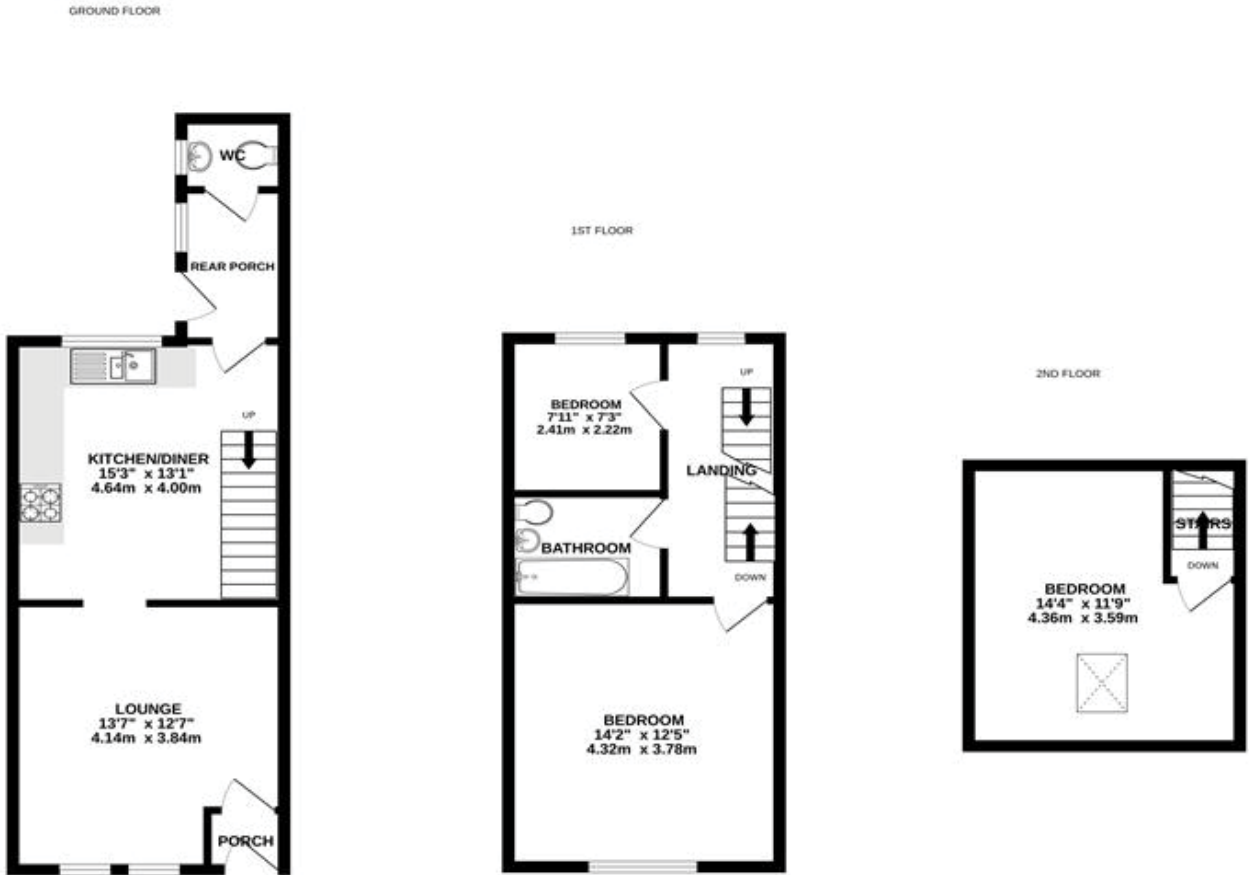 GROUND FLOOR
WC
REAR PORCH
UP
KITCHEN/DINER
15'3" x 13'1"
4.64m x 4.00m
LOUNGE
13'7" x 12'7"
4.14m x 3.84m
PORCH
1ST FLOOR
UP
BEDROOM
7'11" x 7'3"
2.41m x 2.22m
LANDING
BATHROOM
DOWN
BEDROOM
14'2" x 12'5"
4.32m x 3.78m
2ND FLOOR
STAIRS
DOWN
BEDROOM
14'4" x 11'9"
4.36m x 3.59m